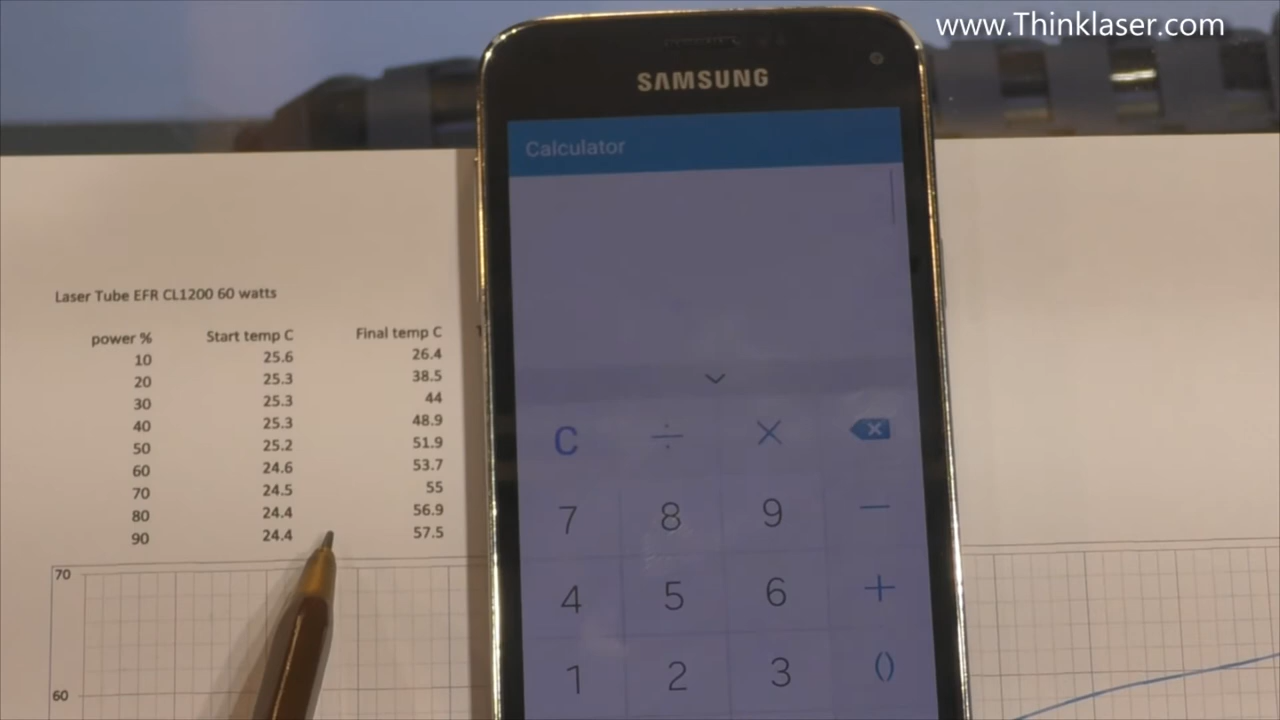 www.Thinklaser.com
SAMSUNG
Calculator
Laser Tube EFR CL1200 60 watts
power % Start temp C Final temp C
10 25.6 26.4
20 25.3 38.5
30 25.3 44
40 25.3 48.9
50 25.2 51.9
60 24.6 53.7
70 24.5 55
80 24.4 56.9
90 24.4 57.5
70
60
C ÷ ×
7 8 9 −
4 5 6 +
1 2 3 ()